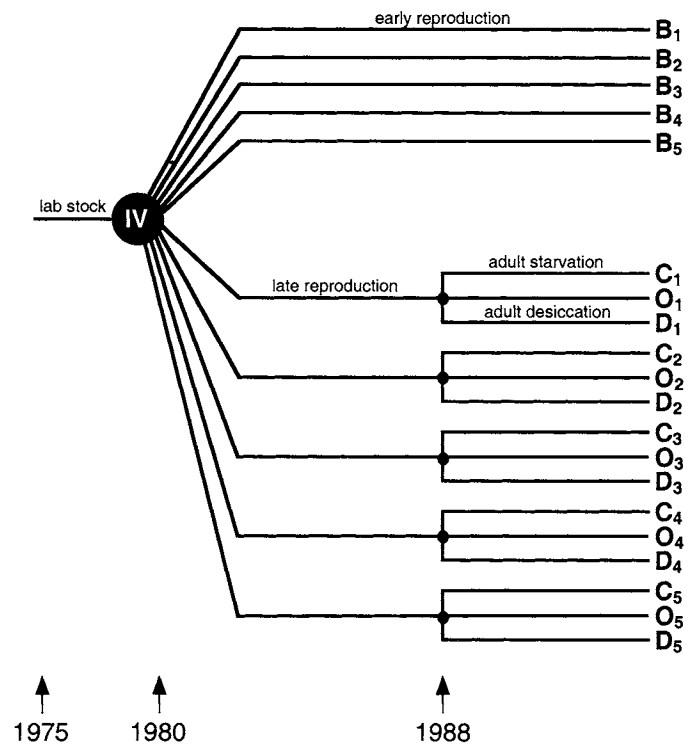 early reproduction
B1
B2
B3
B4
B5
lab stock
IV
adult starvation
C1
late reproduction
O1
adult desiccation
D1
C2
O2
D2
C3
O3
D3
C4
O4
D4
C5
O5
D5
1975 1980 1988